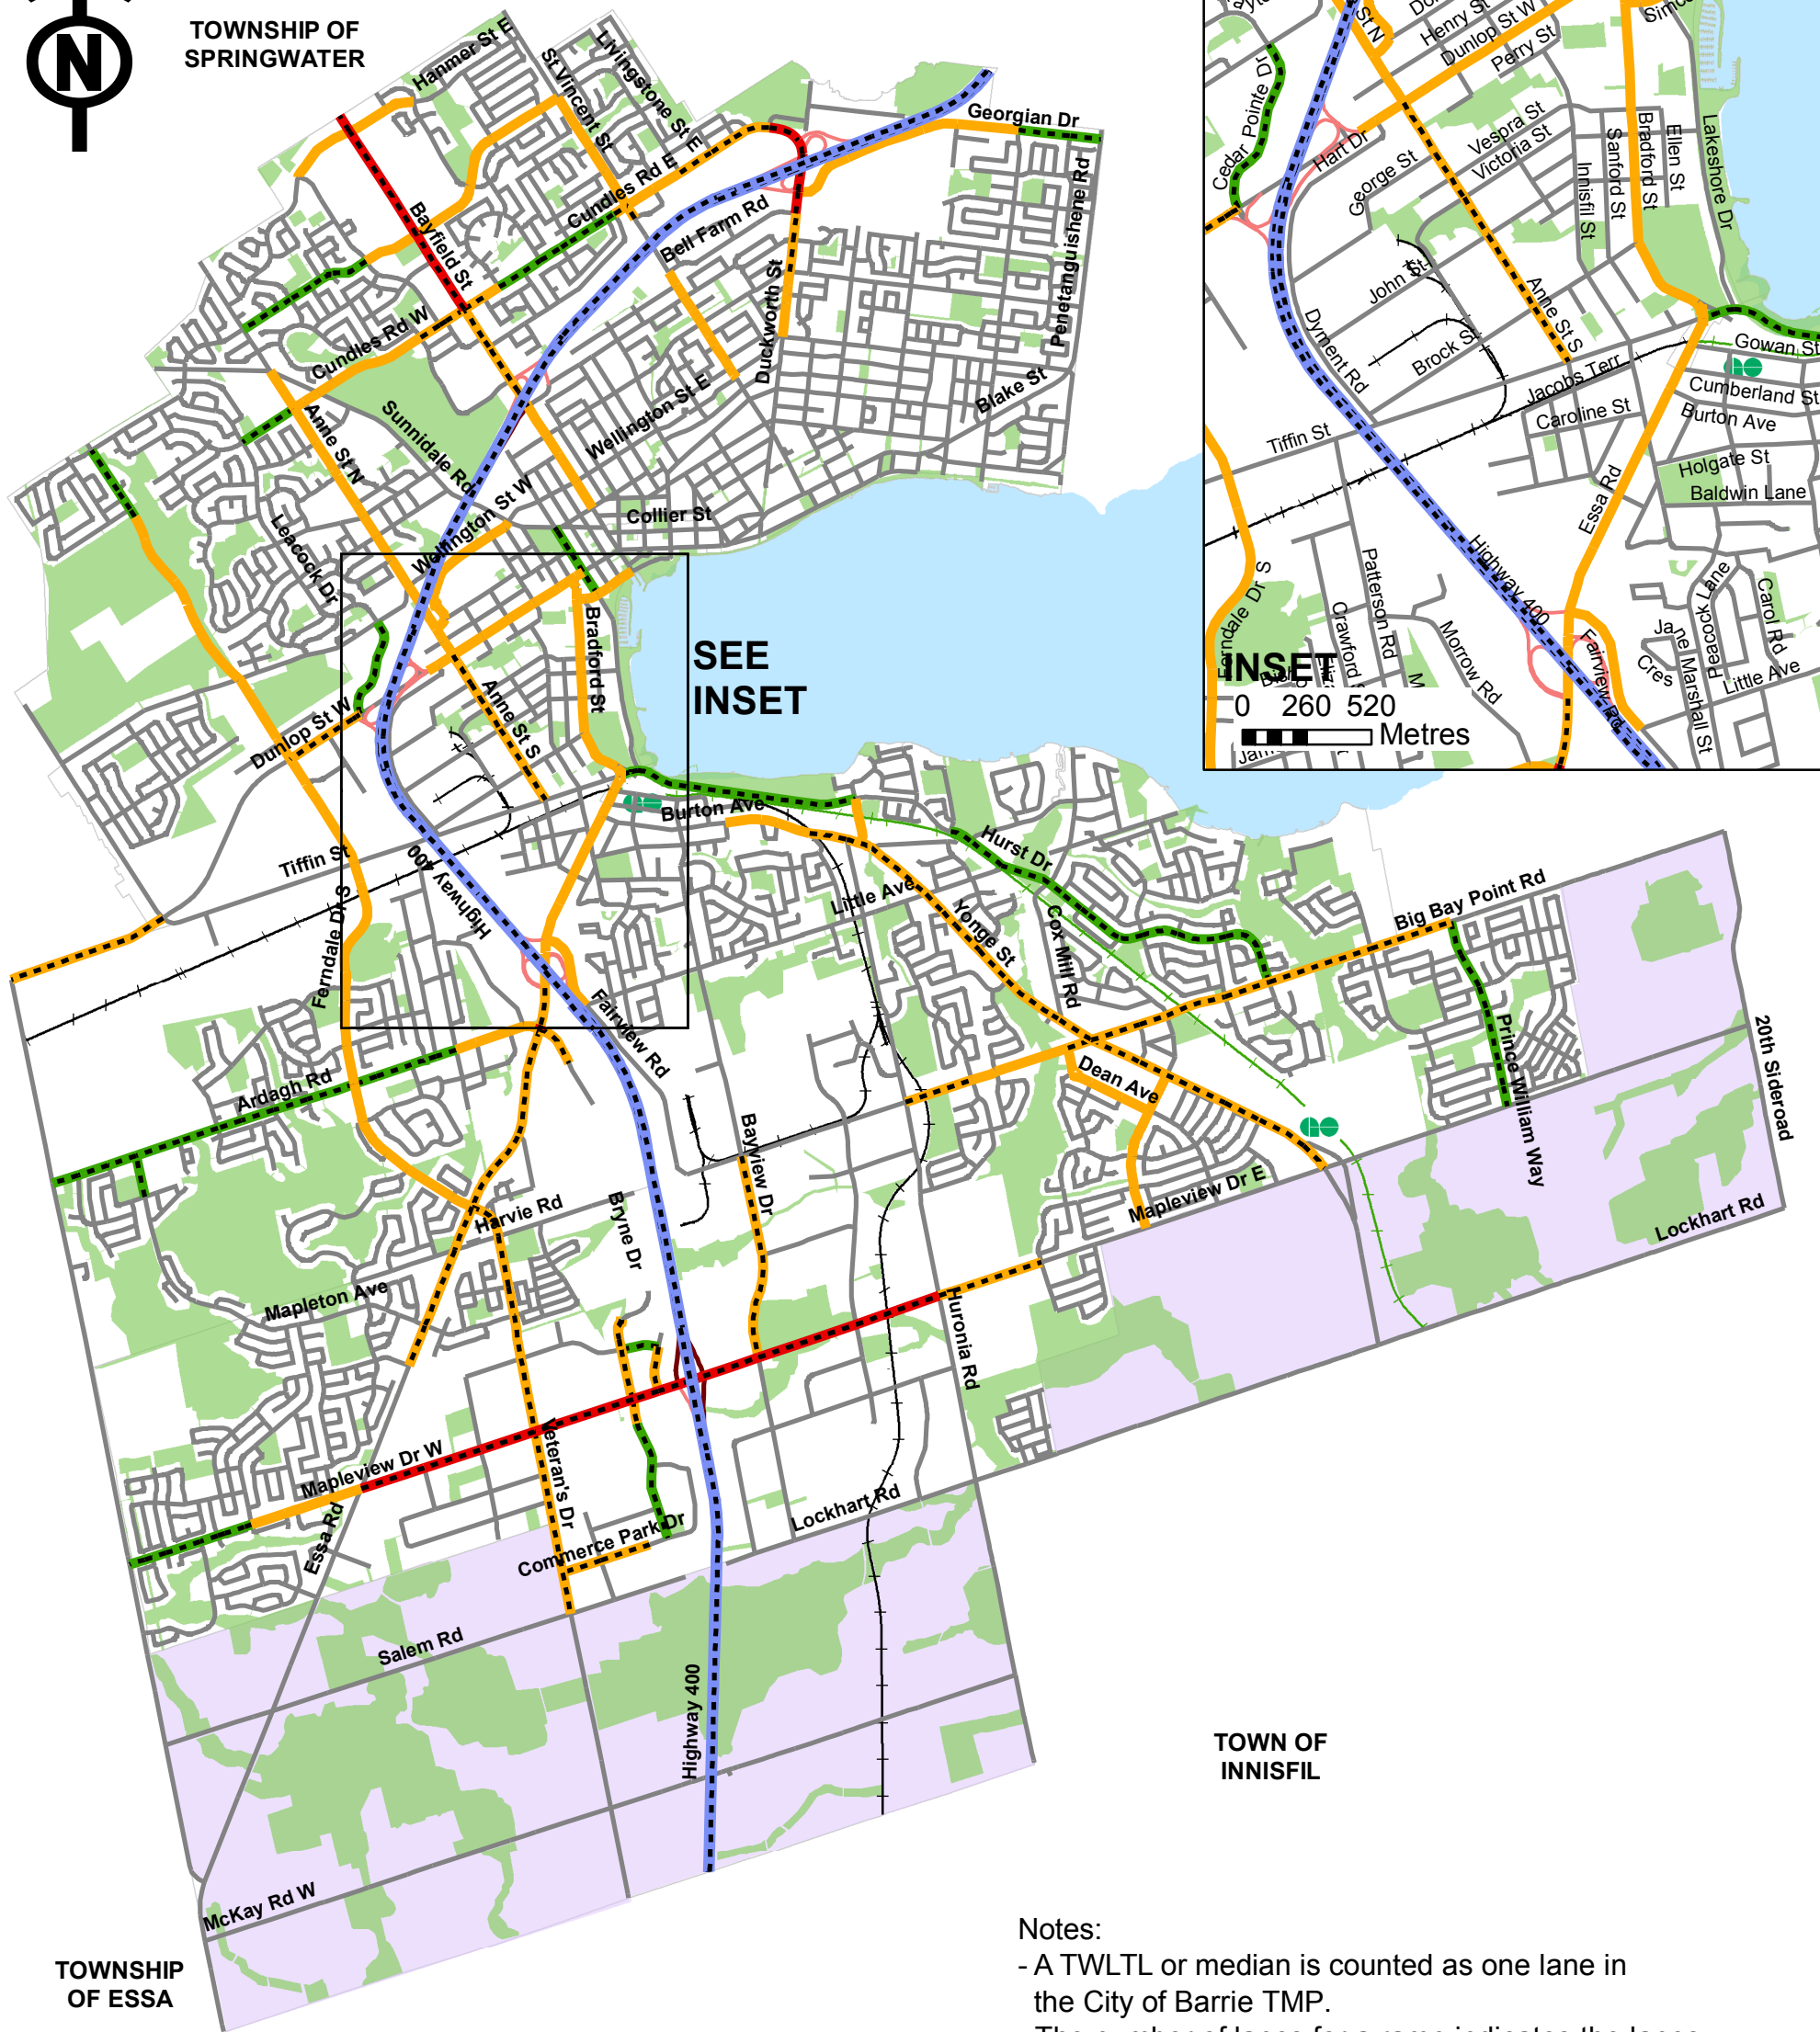 N
TOWNSHIP OF
SPRINGWATER
Hanmer St E
St Vincent St
Livingstone St E
Georgian Dr
Cundles Rd E
Bell Farm Rd
Bayfield St
Duckworth St
Penetanguishene Rd
Cundles Rd W
Blake St
Wellington St E
Sunnidale Rd
Anne St N
Wellington St W
Collier St
Leacock Dr
Bradford St
SEE
INSET
Anne St S
Dunlop St W
Burton Ave
Tiffin St
Highway 400
Hurst Dr
Little Ave
Ferndale Dr S
Yonge St
Cox Mill Rd
Big Bay Point Rd
Fairview Rd
Prince William Way
20th Sideroad
Ardagh Rd
Dean Ave
Bayview Dr
Mapleview Dr E
Lockhart Rd
Harvie Rd
Bryne Dr
Mapleton Ave
Huronia Rd
Mapleview Dr W
Veteran's Dr
Essa Rd
Lockhart Rd
Commerce Park Dr
Salem Rd
Highway 400
McKay Rd W
TOWNSHIP
OF ESSA
TOWN OF
INNISFIL
St N
Henry St
Dunlop St W
Perry St
Cedar Pointe Dr
Hart Dr
George St
Vespra St
Victoria St
Innisfil St
Sanford St
Bradford St
Ellen St
Lakeshore Dr
John St
Anne St S
Brock St
Dyment Rd
Jacobs Terr
Gowan St
Cumberland St
Burton Ave
Caroline St
Tiffin St
Holgate St
Baldwin Lane
Essa Rd
Highway 400
Ferndale Dr S
Patterson Rd
Crawford
Morrow Rd
Fairview Rd
Jane Marshall St
Cres
Peacock Lane
Carol Rd
Little Ave
INSET
0 260 520
Metres
Notes:
- A TWLTL or median is counted as one lane in
the City of Barrie TMP.